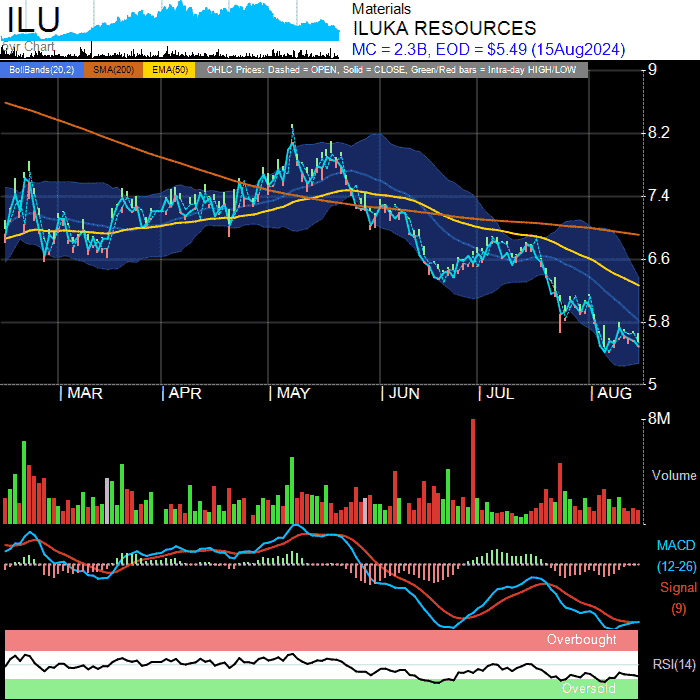 ILU
Materials
ILUKA RESOURCES
MC = 2.3B, EOD = $5.49 (15Aug2024)
BollBands(20,2) SMA(200) EMA(50) OHLC Prices: Dashed = OPEN, Solid = CLOSE, Green/Red bars = Intra-day HIGH/LOW
9
8.2
7.4
6.6
5.8
5
MAR APR MAY JUN JUL AUG
8M
Volume
MACD
(12-26)
Signal
(9)
Overbought
RSI(14)
Oversold